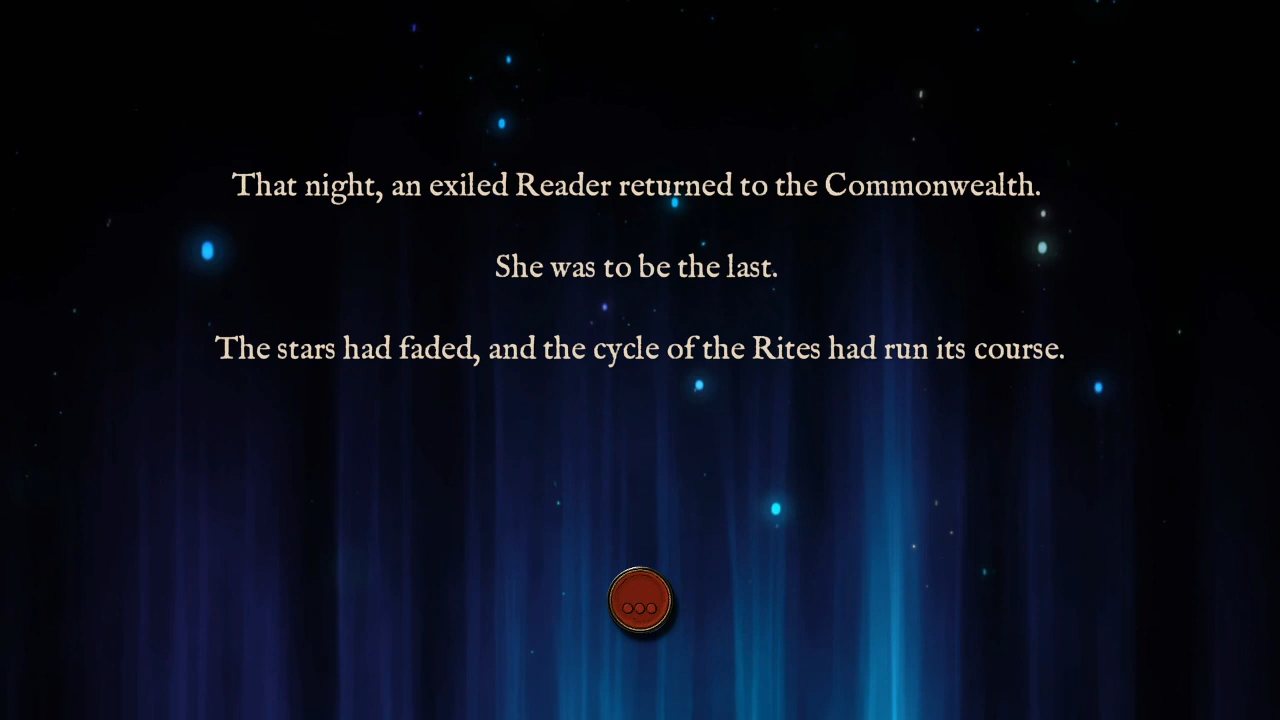 That night, an exiled Reader returned to the Commonwealth.
She was to be the last.
The stars had faded, and the cycle of the Rites had run its course.